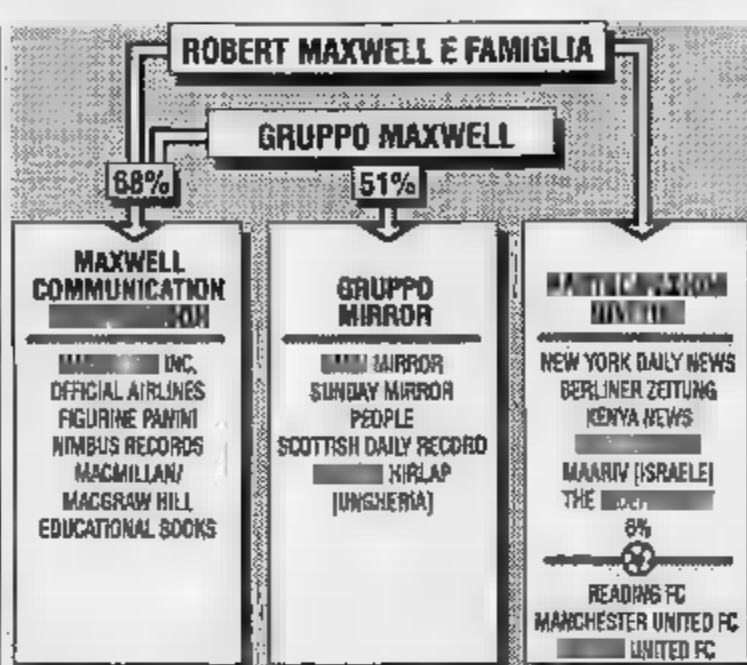 ROBERT MAXWELL E FAMIGLIA
GRUPPO MAXWELL
68%
51%
MAXWELL
COMMUNICATION
INC.
OFFICIAL AIRLINES
FIGURINE PANINI
NIMBUS RECORDS
MACMILLAN/
MACGRAW HILL
EDUCATIONAL BOOKS
GRUPPO
MIRROR
MIRROR
SUNDAY MIRROR
PEOPLE
SCOTTISH DAILY RECORD
HIRLAP
[UNGHERIA]
NEW YORK DAILY NEWS
BERLINER ZEITUNG
KENYA NEWS
MAARIV [ISRAELE]
THE
READING FC
MANCHESTER UNITED FC
UNITED FC